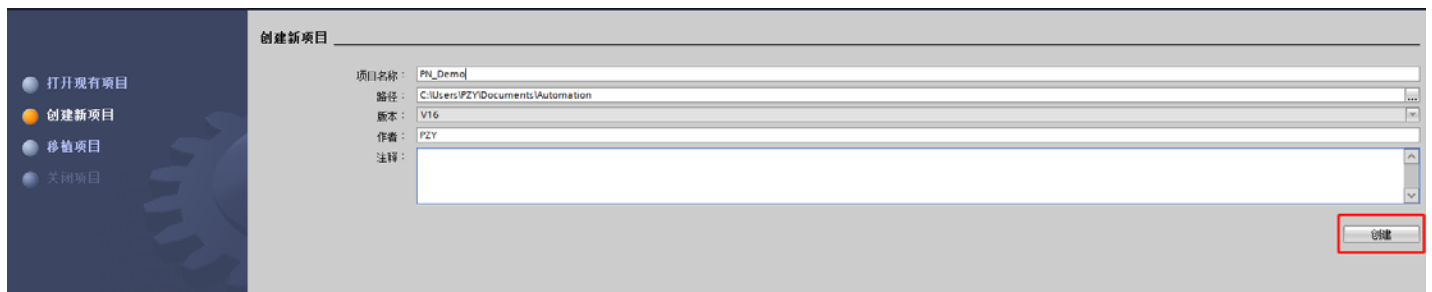 创建新项目
打开现有项目
创建新项目
移植项目
关闭项目
项目名称： PN_Demo
路径： C:\Users\PZY\Documents\Automation
...
版本： V16
作者： PZY
注释：
创建